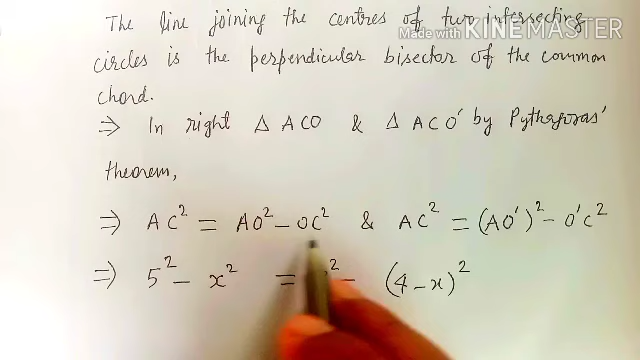 The line joining the centres of two intersecting
Made with KINEMASTER
circles is the perpendicular bisector of the common
chord.
⇒ In right Δ ACO & Δ ACO' by Pythagoras'
theorem,
⇒ AC² = AO² - OC² & AC² = (AO')² - O'C²
⇒ 5² - x² = ² - (4 - x)²